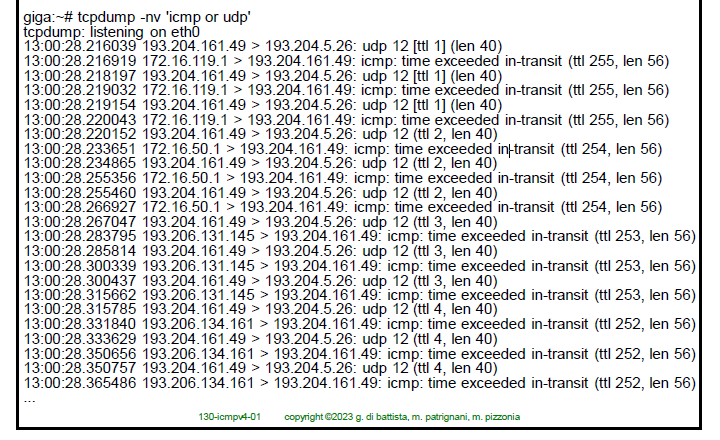 giga:~# tcpdump -nv 'icmp or udp'
tcpdump: listening on eth0
13:00:28.216039 193.204.161.49 > 193.204.5.26: udp 12 [ttl 1] (len 40)
13:00:28.216919 172.16.119.1 > 193.204.161.49: icmp: time exceeded in-transit (ttl 255, len 56)
13:00:28.218197 193.204.161.49 > 193.204.5.26: udp 12 [ttl 1] (len 40)
13:00:28.219032 172.16.119.1 > 193.204.161.49: icmp: time exceeded in-transit (ttl 255, len 56)
13:00:28.219154 193.204.161.49 > 193.204.5.26: udp 12 [ttl 1] (len 40)
13:00:28.220043 172.16.119.1 > 193.204.161.49: icmp: time exceeded in-transit (ttl 255, len 56)
13:00:28.220152 193.204.161.49 > 193.204.5.26: udp 12 (ttl 2, len 40)
13:00:28.233651 172.16.50.1 > 193.204.161.49: icmp: time exceeded in-transit (ttl 254, len 56)
13:00:28.234865 193.204.161.49 > 193.204.5.26: udp 12 (ttl 2, len 40)
13:00:28.255356 172.16.50.1 > 193.204.161.49: icmp: time exceeded in-transit (ttl 254, len 56)
13:00:28.255460 193.204.161.49 > 193.204.5.26: udp 12 (ttl 2, len 40)
13:00:28.266927 172.16.50.1 > 193.204.161.49: icmp: time exceeded in-transit (ttl 254, len 56)
13:00:28.267047 193.204.161.49 > 193.204.5.26: udp 12 (ttl 3, len 40)
13:00:28.283795 193.206.131.145 > 193.204.161.49: icmp: time exceeded in-transit (ttl 253, len 56)
13:00:28.285814 193.204.161.49 > 193.204.5.26: udp 12 (ttl 3, len 40)
13:00:28.300339 193.206.131.145 > 193.204.161.49: icmp: time exceeded in-transit (ttl 253, len 56)
13:00:28.300437 193.204.161.49 > 193.204.5.26: udp 12 (ttl 3, len 40)
13:00:28.315662 193.206.131.145 > 193.204.161.49: icmp: time exceeded in-transit (ttl 253, len 56)
13:00:28.315785 193.204.161.49 > 193.204.5.26: udp 12 (ttl 4, len 40)
13:00:28.331840 193.206.134.161 > 193.204.161.49: icmp: time exceeded in-transit (ttl 252, len 56)
13:00:28.333629 193.204.161.49 > 193.204.5.26: udp 12 (ttl 4, len 40)
13:00:28.350656 193.206.134.161 > 193.204.161.49: icmp: time exceeded in-transit (ttl 252, len 56)
13:00:28.350757 193.204.161.49 > 193.204.5.26: udp 12 (ttl 4, len 40)
13:00:28.365486 193.206.134.161 > 193.204.161.49: icmp: time exceeded in-transit (ttl 252, len 56)
...
130-icmpv4-01 copyright ©2023 g. di battista, m. patrignani, m. pizzonia